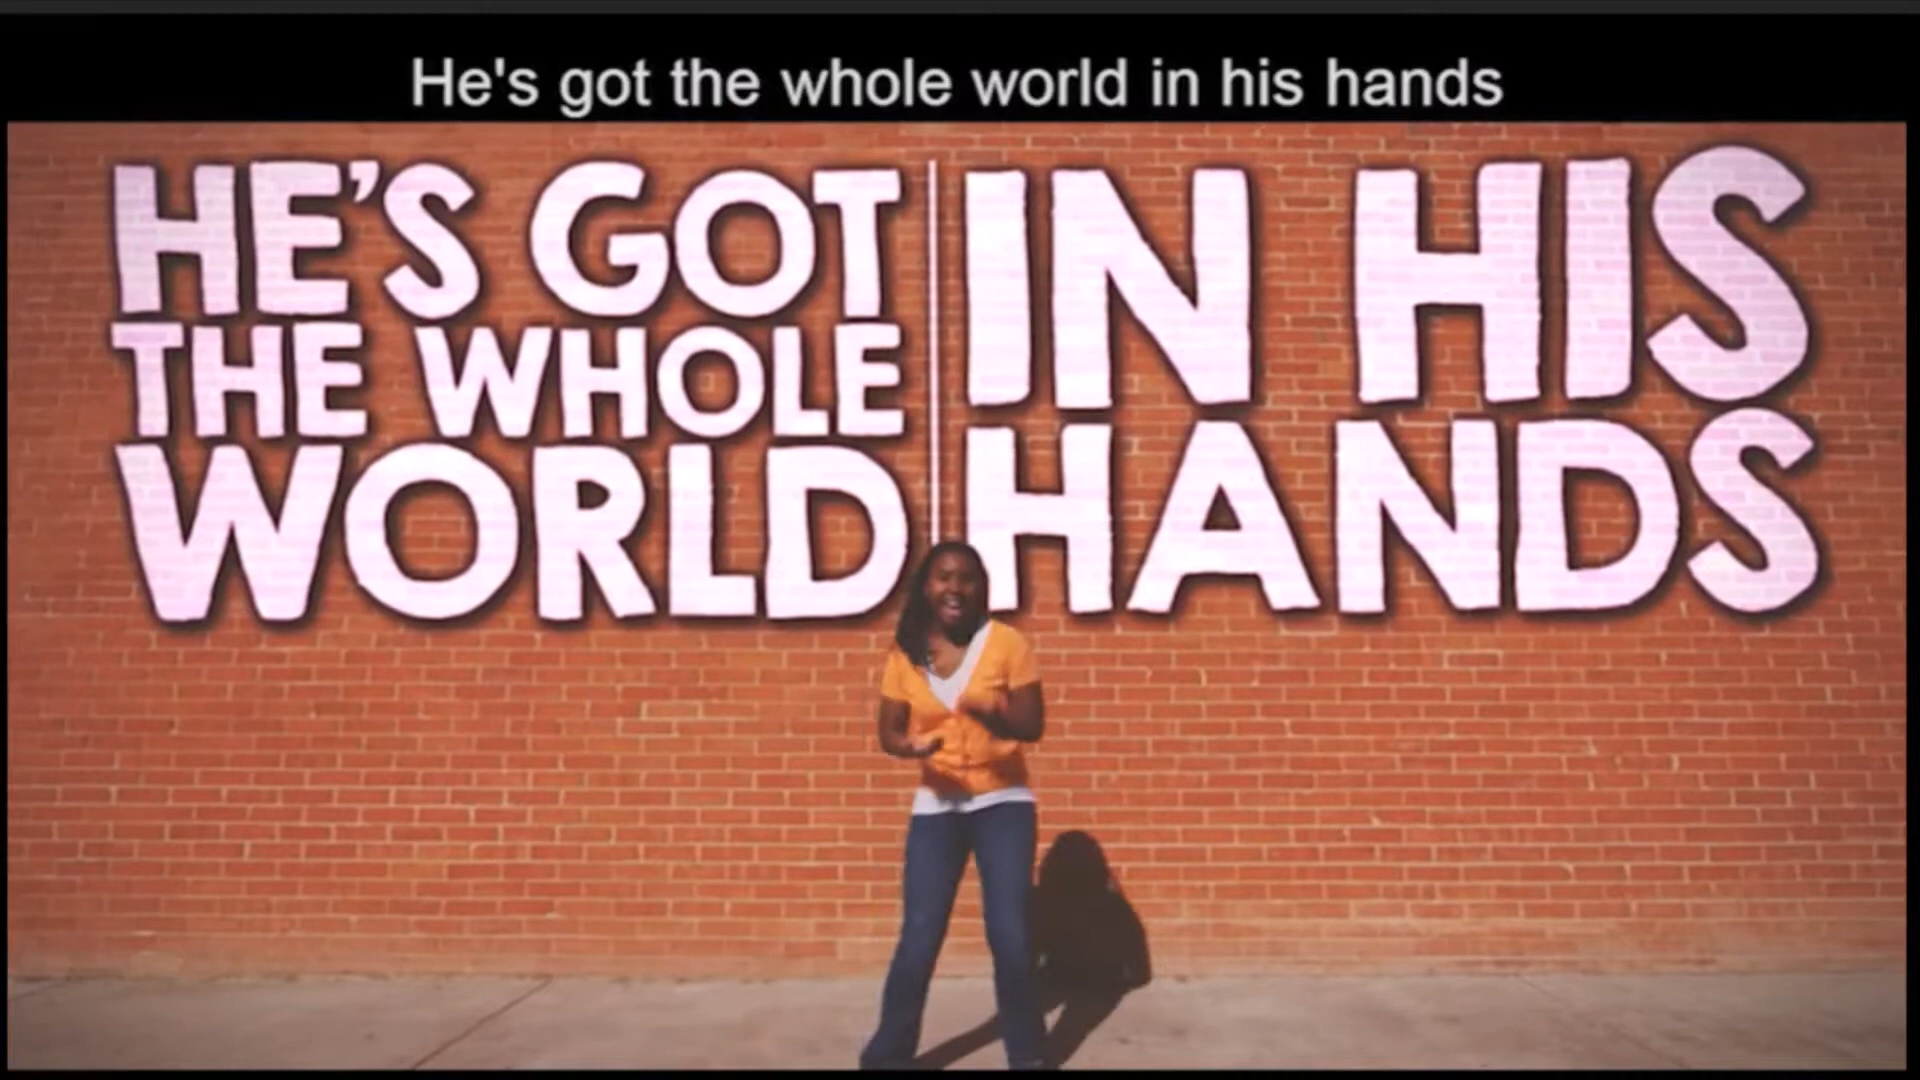 He's got the whole world in his hands
HE'S GOT
THE WHOLE
WORLD
IN HIS
HANDS